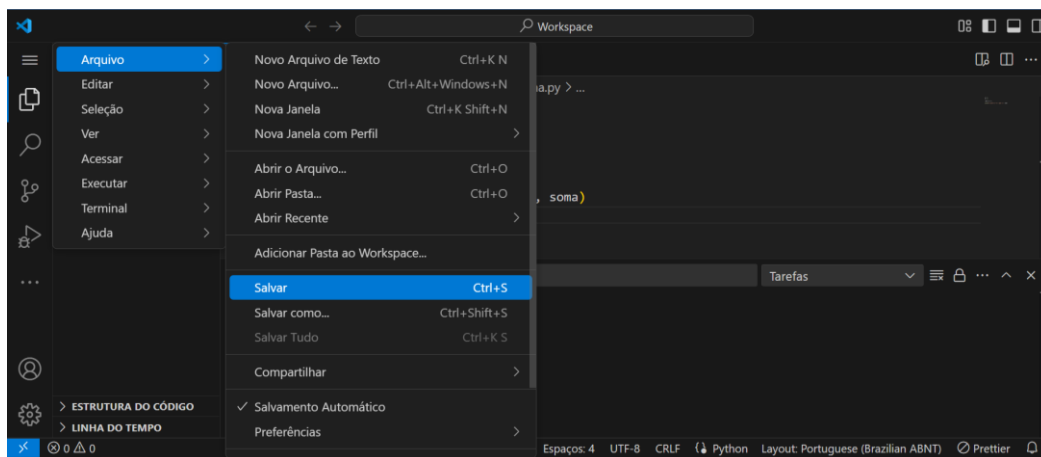 Workspace
Arquivo
Editar
Seleção
Ver
Acessar
Executar
Terminal
Ajuda
Novo Arquivo de Texto Ctrl+K N
Novo Arquivo... Ctrl+Alt+Windows+N
Nova Janela Ctrl+K Shift+N
Nova Janela com Perfil
Abrir o Arquivo... Ctrl+O
Abrir Pasta... Ctrl+O
Abrir Recente
Adicionar Pasta ao Workspace...
Salvar Ctrl+S
Salvar como... Ctrl+Shift+S
Salvar Tudo Ctrl+K S
Compartilhar
Salvamento Automático
Preferências
a.py > ...
, soma)
Tarefas
> ESTRUTURA DO CÓDIGO
> LINHA DO TEMPO
0 0 Espaços: 4 UTF-8 CRLF Python Layout: Portuguese (Brazilian ABNT) Prettier